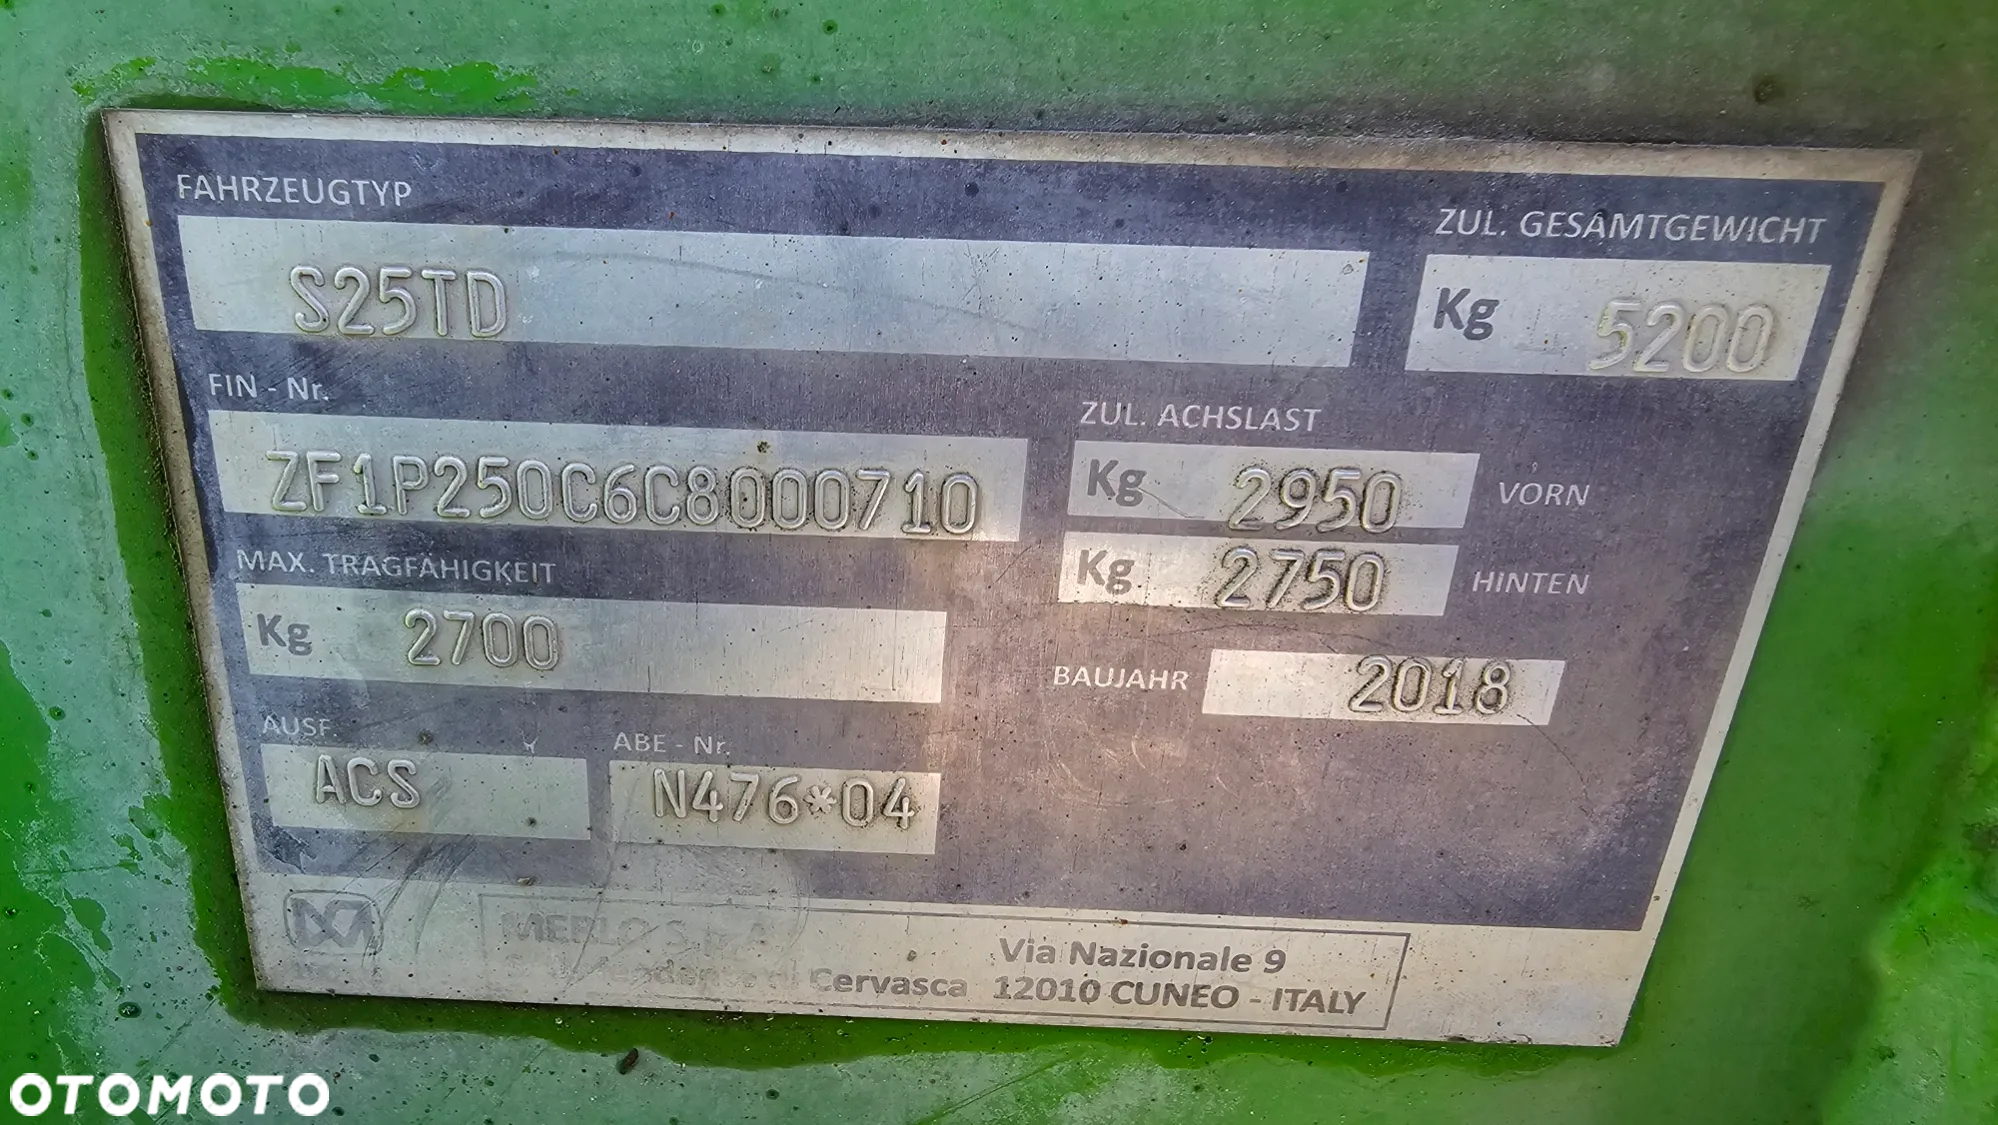 FAHRZEUGTYP
S25TD
ZUL. GESAMTGEWICHT
Kg 5200
FIN - Nr.
ZF1P250C6C8000710
ZUL. ACHSLAST
Kg 2950 VORN
Kg 2750 HINTEN
MAX. TRAGFÄHIGKEIT
Kg 2700
BAUJAHR 2018
AUSF.
ACS
ABE - Nr.
N476*04
MERLO S.p.A.
Cervasca
Via Nazionale 9
12010 CUNEO - ITALY
OTOMOTO